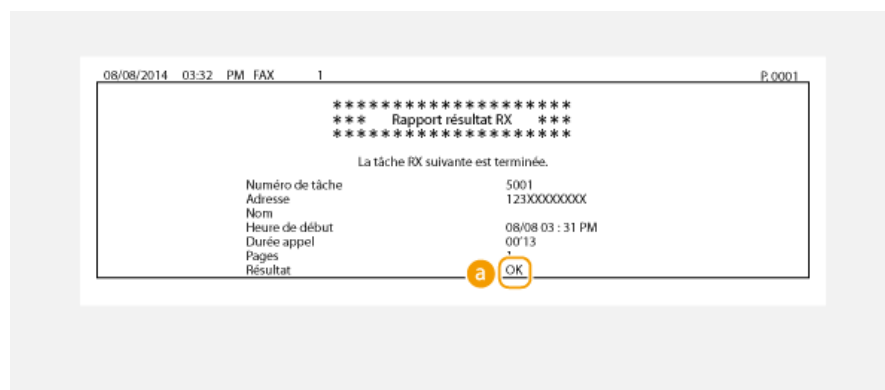 08/08/2014 03:32 PM FAX 1 P. 0001
* * * * * * * * * * * * * * * * * * * *
* * * Rapport résultat RX * * *
* * * * * * * * * * * * * * * * * * * *
La tâche RX suivante est terminée.
Numéro de tâche 5001
Adresse 123XXXXXXXX
Nom
Heure de début 08/08 03 : 31 PM
Durée appel 00'13
Pages
Résultat a OK